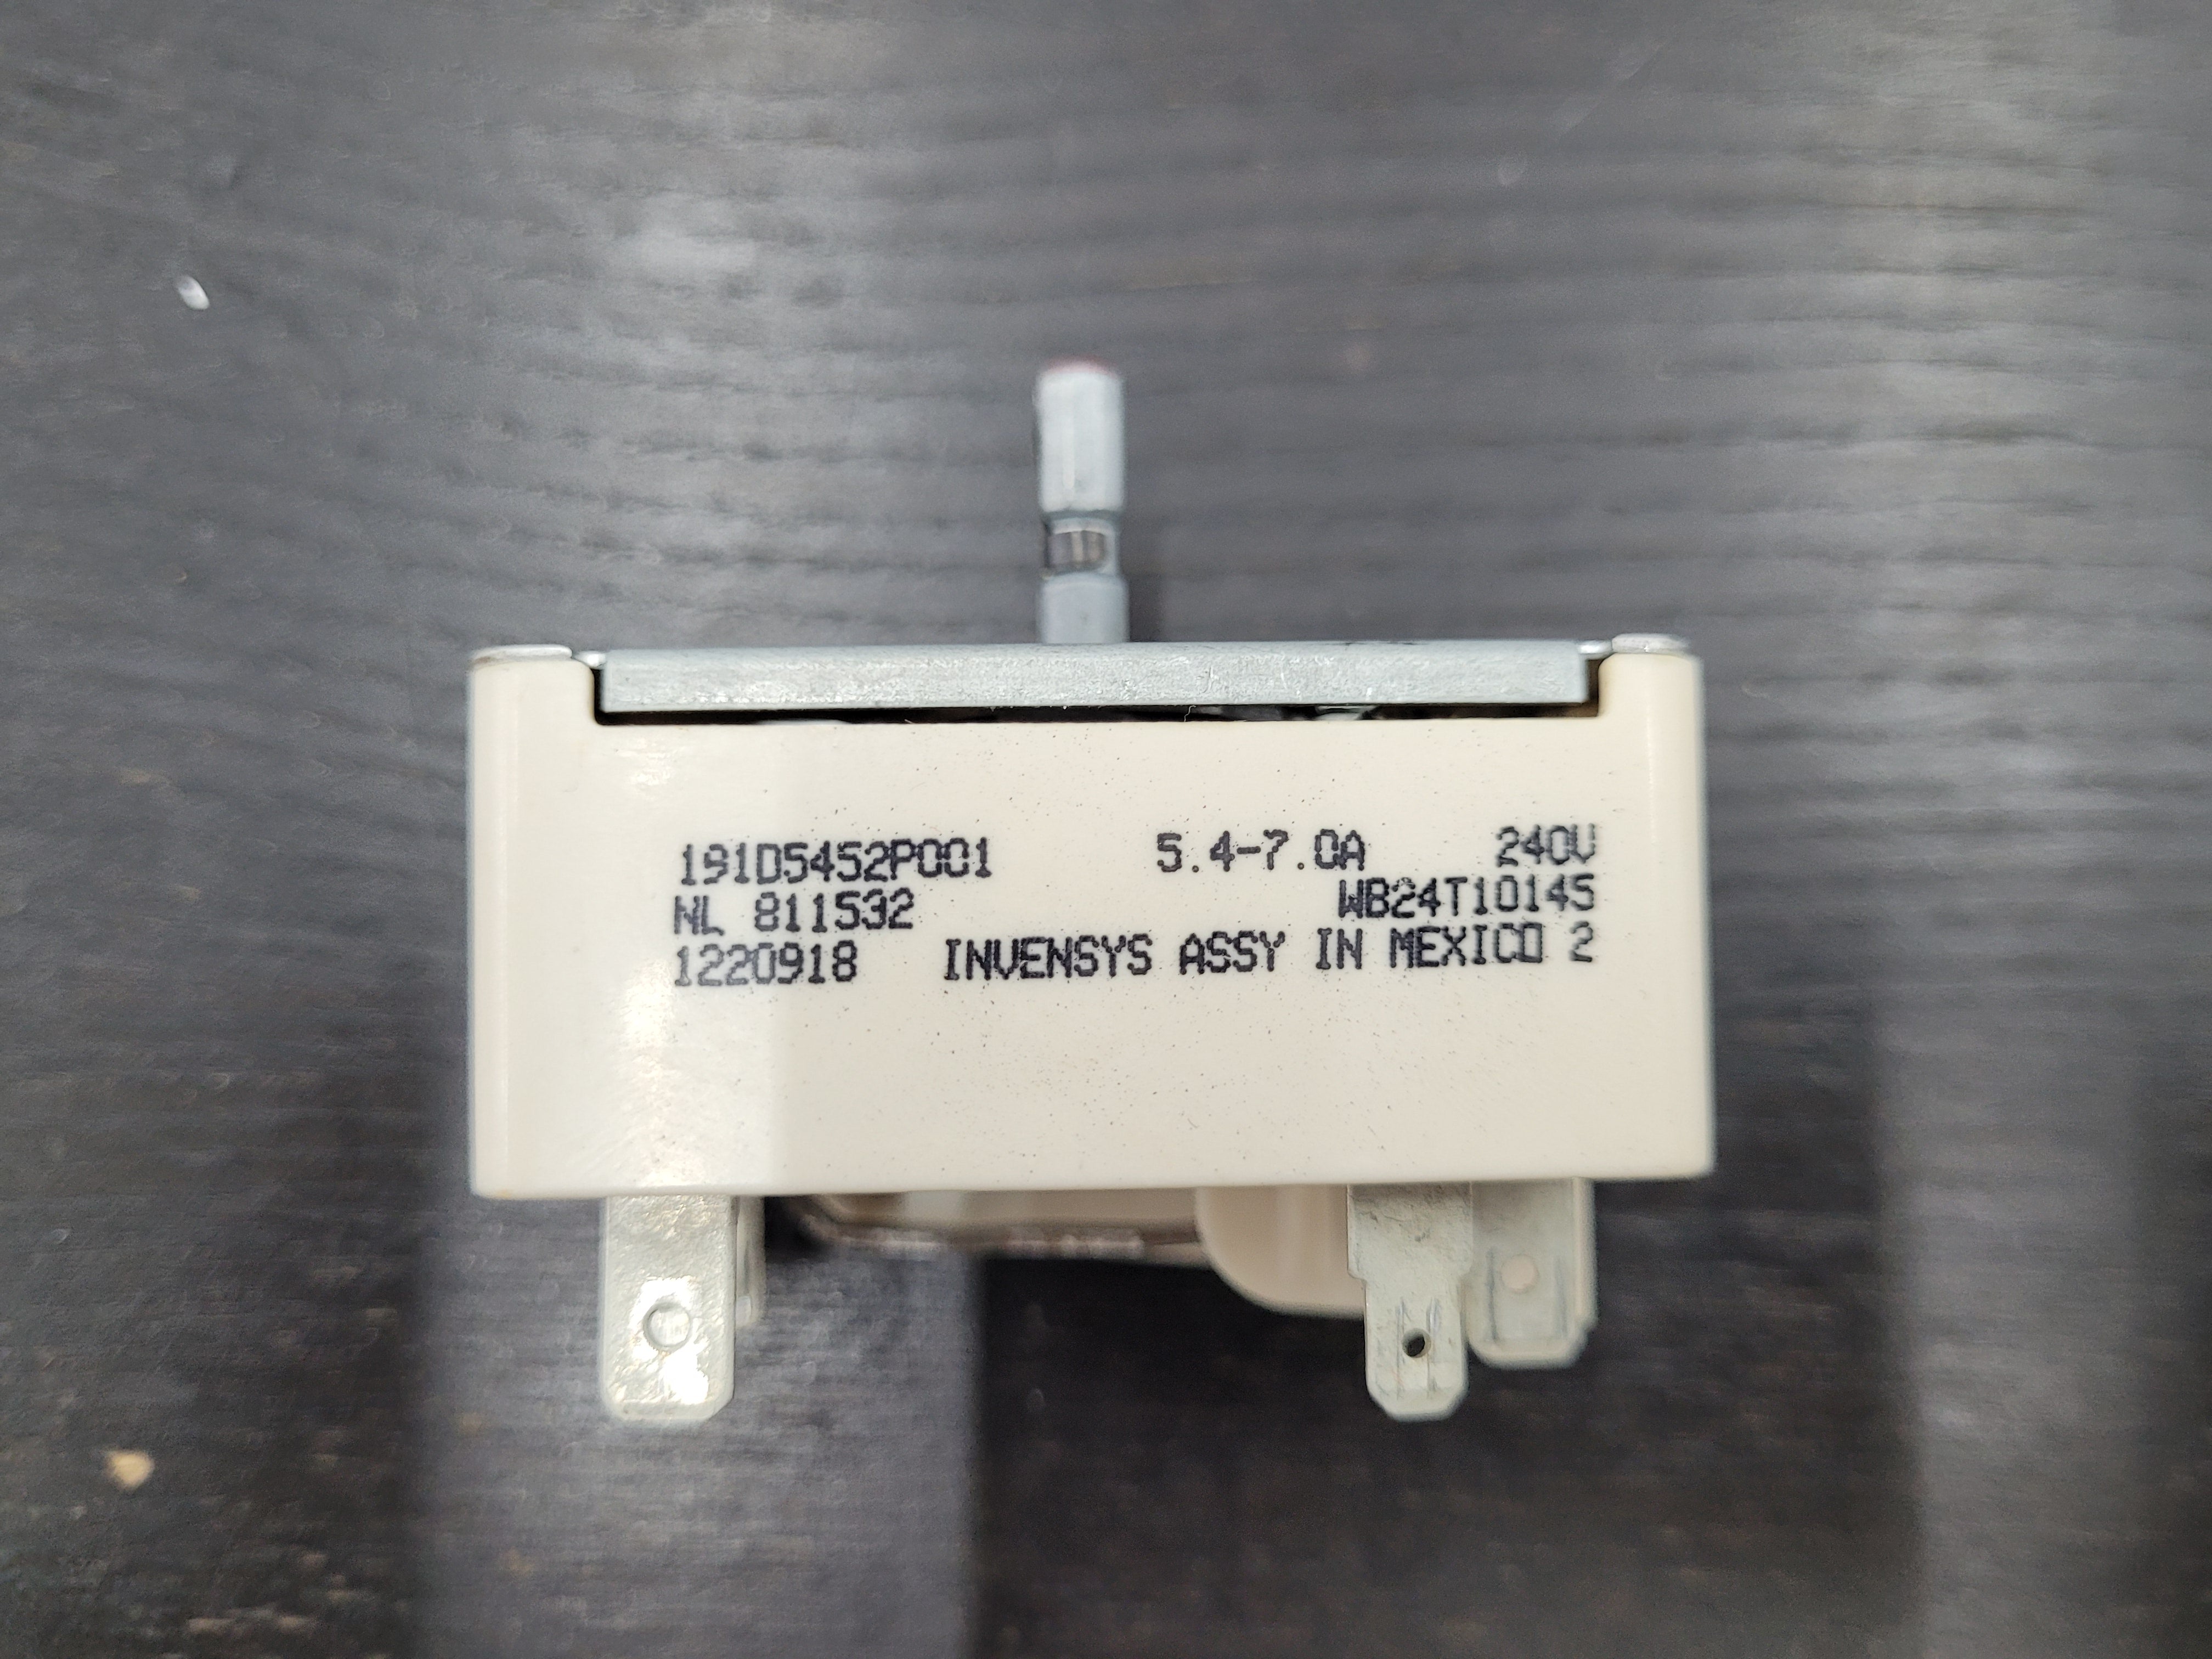 191D5452P001 5.4-7.0A 240V
NL 811532 WB24T10145
1220918 INVENSYS ASSY IN MEXICO 2